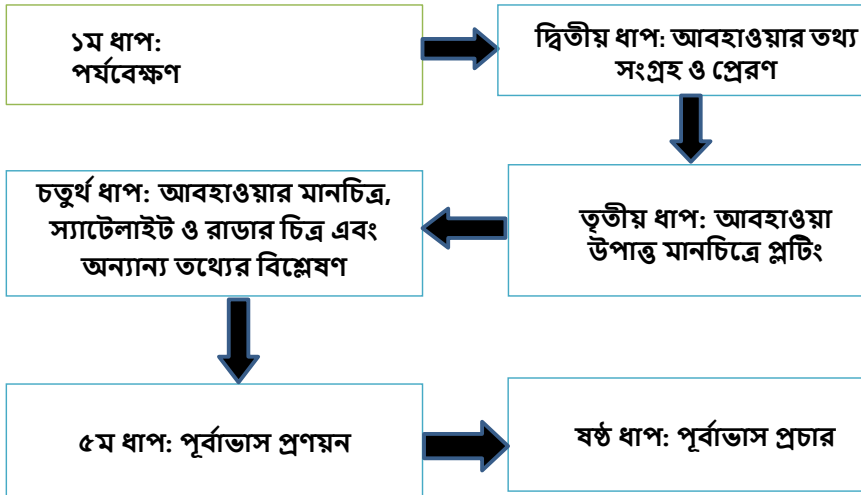 ১ম ধাপ:
পর্যবেক্ষণ
দ্বিতীয় ধাপ: আবহাওয়ার তথ্য
সংগ্রহ ও প্রেরণ
তৃতীয় ধাপ: আবহাওয়া
উপাত্ত মানচিত্রে প্লটিং
চতুর্থ ধাপ: আবহাওয়ার মানচিত্র,
স্যাটেলাইট ও রাডার চিত্র এবং
অন্যান্য তথ্যের বিশ্লেষণ
৫ম ধাপ: পূর্বাভাস প্রণয়ন
ষষ্ঠ ধাপ: পূর্বাভাস প্রচার